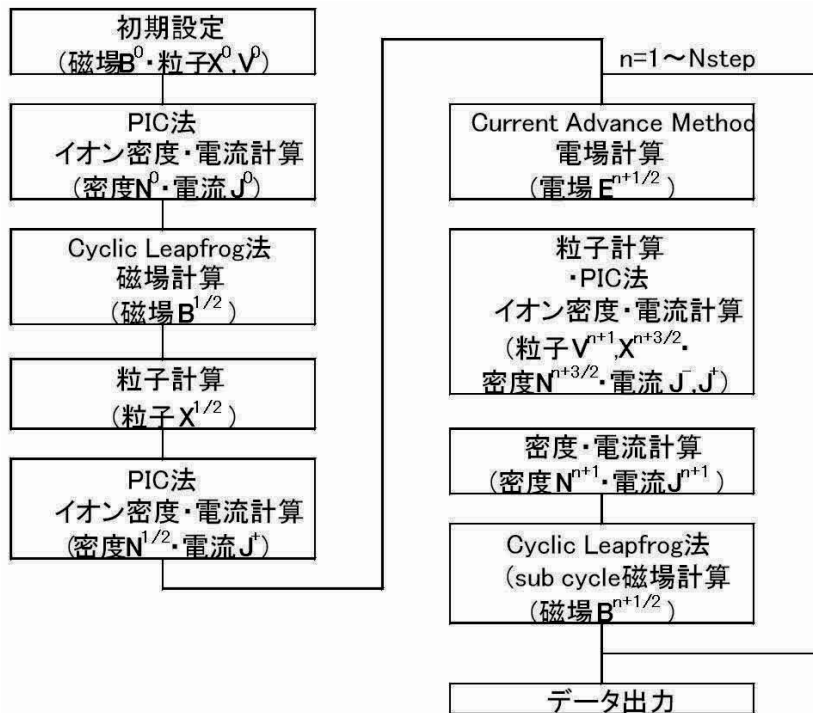 初期設定
(磁場B⁰・粒子X⁰,V⁰)
PIC法
イオン密度・電流計算
(密度N⁰・電流J⁰)
Cyclic Leapfrog法
磁場計算
(磁場B^1/2)
粒子計算
(粒子X^1/2)
PIC法
イオン密度・電流計算
(密度N^1/2・電流J⁺)
n=1～Nstep
Current Advance Method
電場計算
(電場E^n+1/2)
粒子計算
・PIC法
イオン密度・電流計算
(粒子V^n+1,X^n+3/2・
密度N^n+3/2・電流J⁻,J⁺)
密度・電流計算
(密度N^n+1・電流J^n+1)
Cyclic Leapfrog法
(sub cycle磁場計算
(磁場B^n+1/2)
データ出力